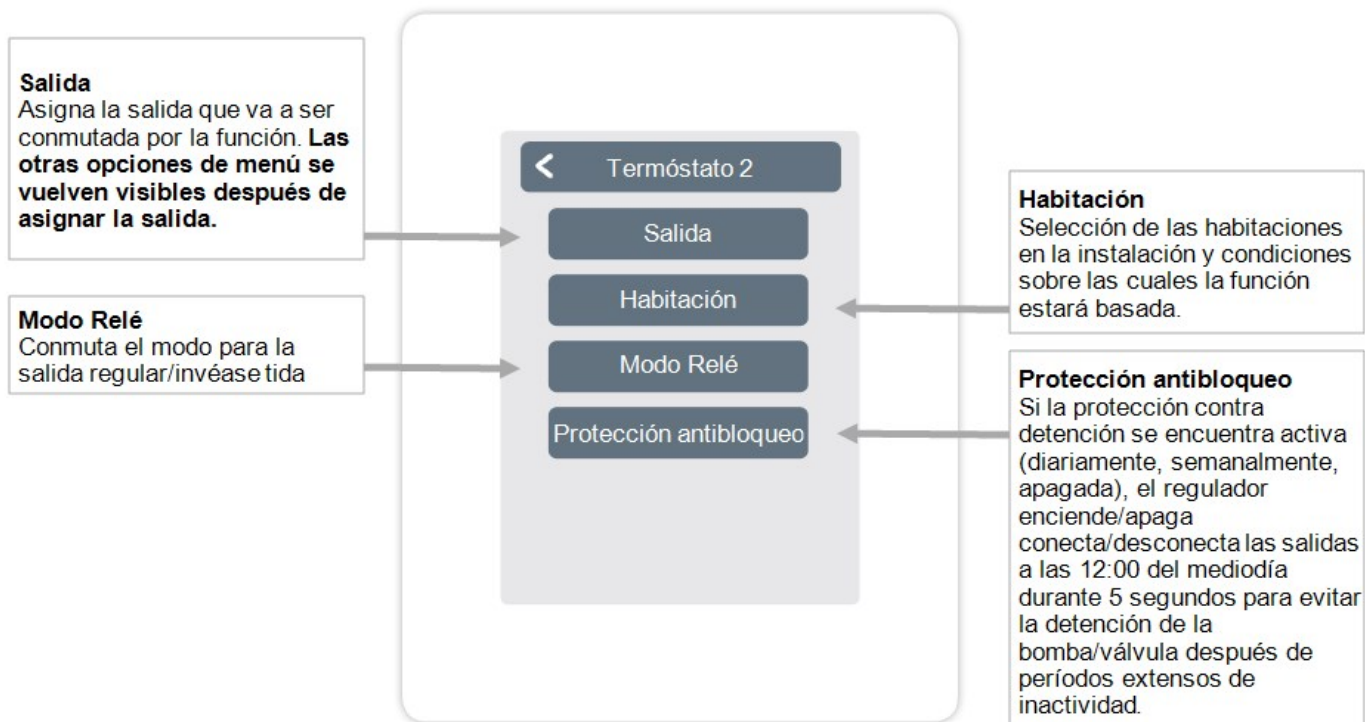 Salida
Asigna la salida que va a ser
conmutada por la función. Las
otras opciones de menú se
vuelven visibles después de
asignar la salida.
Modo Relé
Conmuta el modo para la
salida regular/invéase tida
< Termóstato 2
Salida
Habitación
Modo Relé
Protección antibloqueo
Habitación
Selección de las habitaciones
en la instalación y condiciones
sobre las cuales la función
estará basada.
Protección antibloqueo
Si la protección contra
detención se encuentra activa
(diariamente, semanalmente,
apagada), el regulador
enciende/apaga
conecta/desconecta las salidas
a las 12:00 del mediodía
durante 5 segundos para evitar
la detención de la
bomba/válvula después de
períodos extensos de
inactividad.